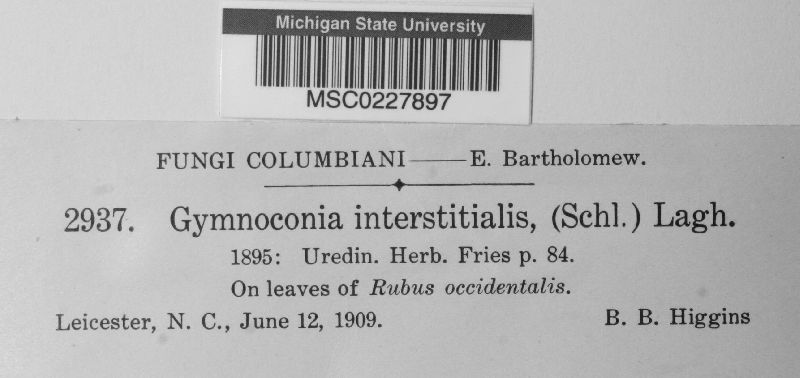 Michigan State University
MSC0227897
FUNGI COLUMBIANI——E. Bartholomew.
2937. Gymnoconia interstitialis, (Schl.) Lagh.
1895: Uredin. Herb. Fries p. 84.
On leaves of Rubus occidentalis.
Leicester, N. C., June 12, 1909. B. B. Higgins